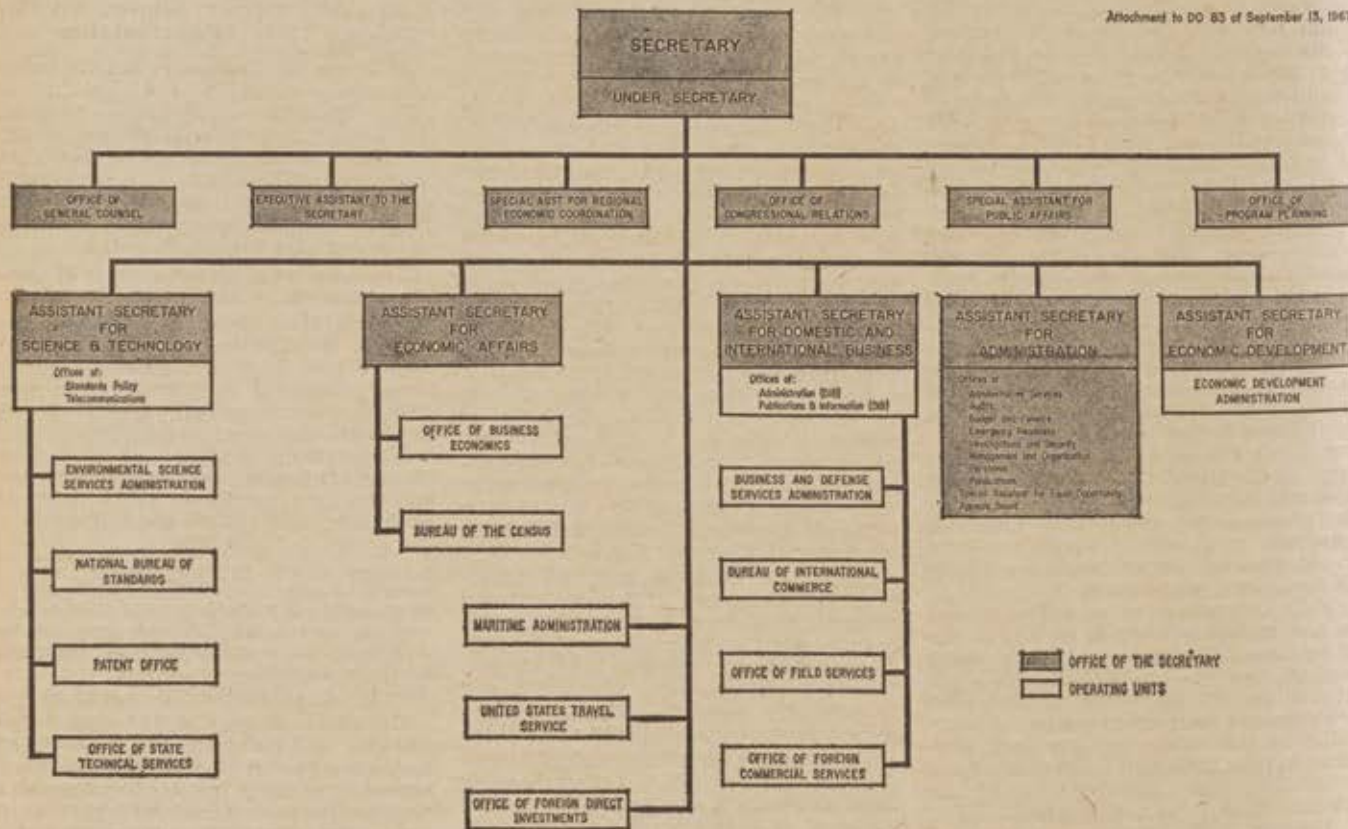 Attachment to DO 83 of September 13, 1967
SECRETARY
UNDER SECRETARY
OFFICE OF
GENERAL COUNSEL
EXECUTIVE ASSISTANT TO THE
SECRETARY
SPECIAL ASST FOR REGIONAL
ECONOMIC COORDINATION
OFFICE OF
CONGRESSIONAL RELATIONS
SPECIAL ASSISTANT FOR
PUBLIC AFFAIRS
OFFICE OF
PROGRAM PLANNING
ASSISTANT SECRETARY
FOR
SCIENCE & TECHNOLOGY
Offices of:
Standards Policy
Telecommunications
ENVIRONMENTAL SCIENCE
SERVICES ADMINISTRATION
NATIONAL BUREAU OF
STANDARDS
PATENT OFFICE
OFFICE OF STATE
TECHNICAL SERVICES
ASSISTANT SECRETARY
FOR
ECONOMIC AFFAIRS
OFFICE OF BUSINESS
ECONOMICS
BUREAU OF THE CENSUS
MARITIME ADMINISTRATION
UNITED STATES TRAVEL
SERVICE
OFFICE OF FOREIGN DIRECT
INVESTMENTS
ASSISTANT SECRETARY
FOR DOMESTIC AND
INTERNATIONAL BUSINESS
Offices of:
Administration (DIB)
Publications & Information (DIB)
BUSINESS AND DEFENSE
SERVICES ADMINISTRATION
BUREAU OF INTERNATIONAL
COMMERCE
OFFICE OF FIELD SERVICES
OFFICE OF FOREIGN
COMMERCIAL SERVICES
ASSISTANT SECRETARY
FOR
ADMINISTRATION
Offices of
Administrative Services
Audits
Budget and Finance
Emergency Readiness
Investigations and Security
Management and Organization
Personnel
Publications
Special Assistant for Equal Opportunity
Appeals Board
ASSISTANT SECRETARY
FOR
ECONOMIC DEVELOPMENT
ECONOMIC DEVELOPMENT
ADMINISTRATION
OFFICE OF THE SECRETARY
OPERATING UNITS